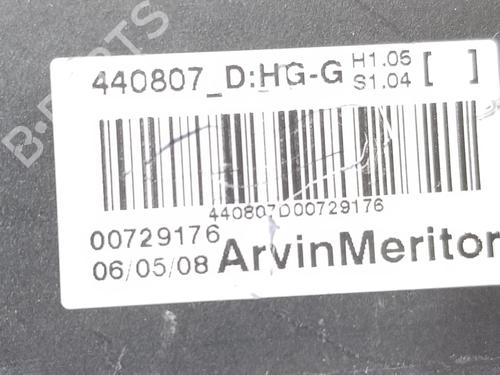 440807_D:HG-G H1.05 [ ]
S1.04
440807D00729176
00729176
06/05/08 ArvinMeritor
B-PARTS